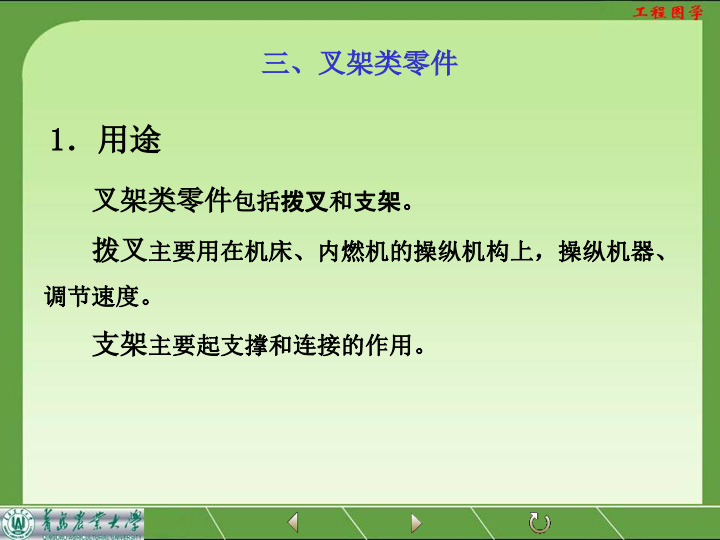 工程图学
三、叉架类零件
1．用途
叉架类零件包括拨叉和支架。
拨叉主要用在机床、内燃机的操纵机构上，操纵机器、
调节速度。
支架主要起支撑和连接的作用。
青岛农业大学